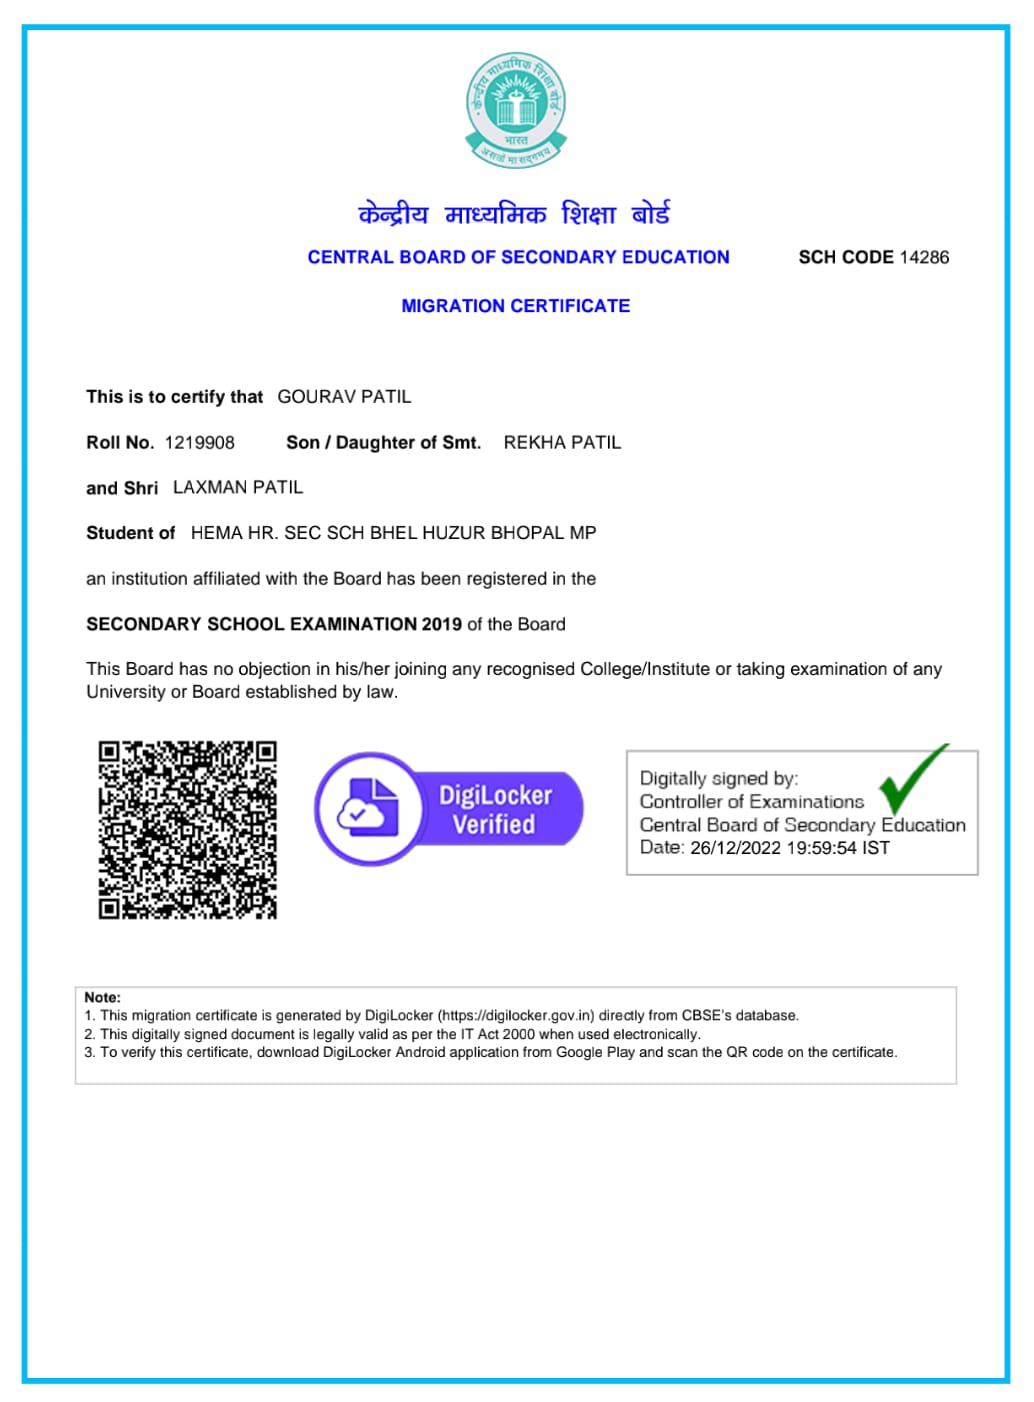 केन्द्रीय माध्यमिक शिक्षा बोर्ड
भारत
असतो मा सद्गमय
केन्द्रीय माध्यमिक शिक्षा बोर्ड
CENTRAL BOARD OF SECONDARY EDUCATION SCH CODE 14286
MIGRATION CERTIFICATE
This is to certify that GOURAV PATIL
Roll No. 1219908 Son / Daughter of Smt. REKHA PATIL
and Shri LAXMAN PATIL
Student of HEMA HR. SEC SCH BHEL HUZUR BHOPAL MP
an institution affiliated with the Board has been registered in the
SECONDARY SCHOOL EXAMINATION 2019 of the Board
This Board has no objection in his/her joining any recognised College/Institute or taking examination of any
University or Board established by law.
DigiLocker
Verified
Digitally signed by:
Controller of Examinations
Central Board of Secondary Education
Date: 26/12/2022 19:59:54 IST
Note:
1. This migration certificate is generated by DigiLocker (https://digilocker.gov.in) directly from CBSE's database.
2. This digitally signed document is legally valid as per the IT Act 2000 when used electronically.
3. To verify this certificate, download DigiLocker Android application from Google Play and scan the QR code on the certificate.